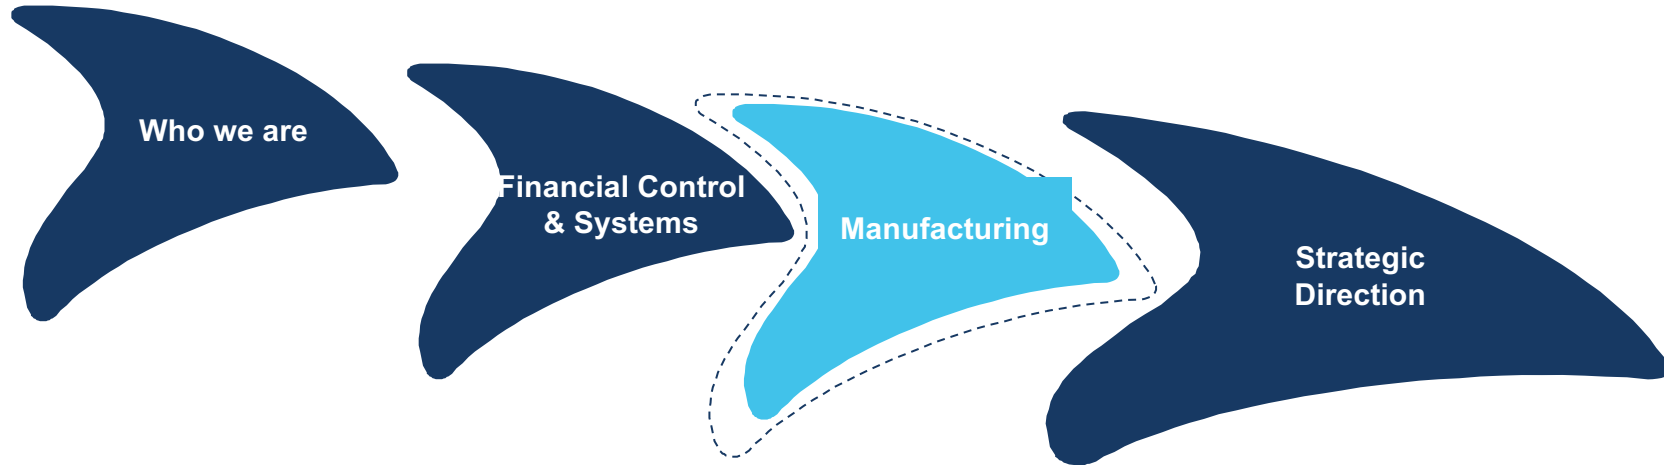 Who we are
Financial Control
& Systems
Manufacturing
Strategic
Direction